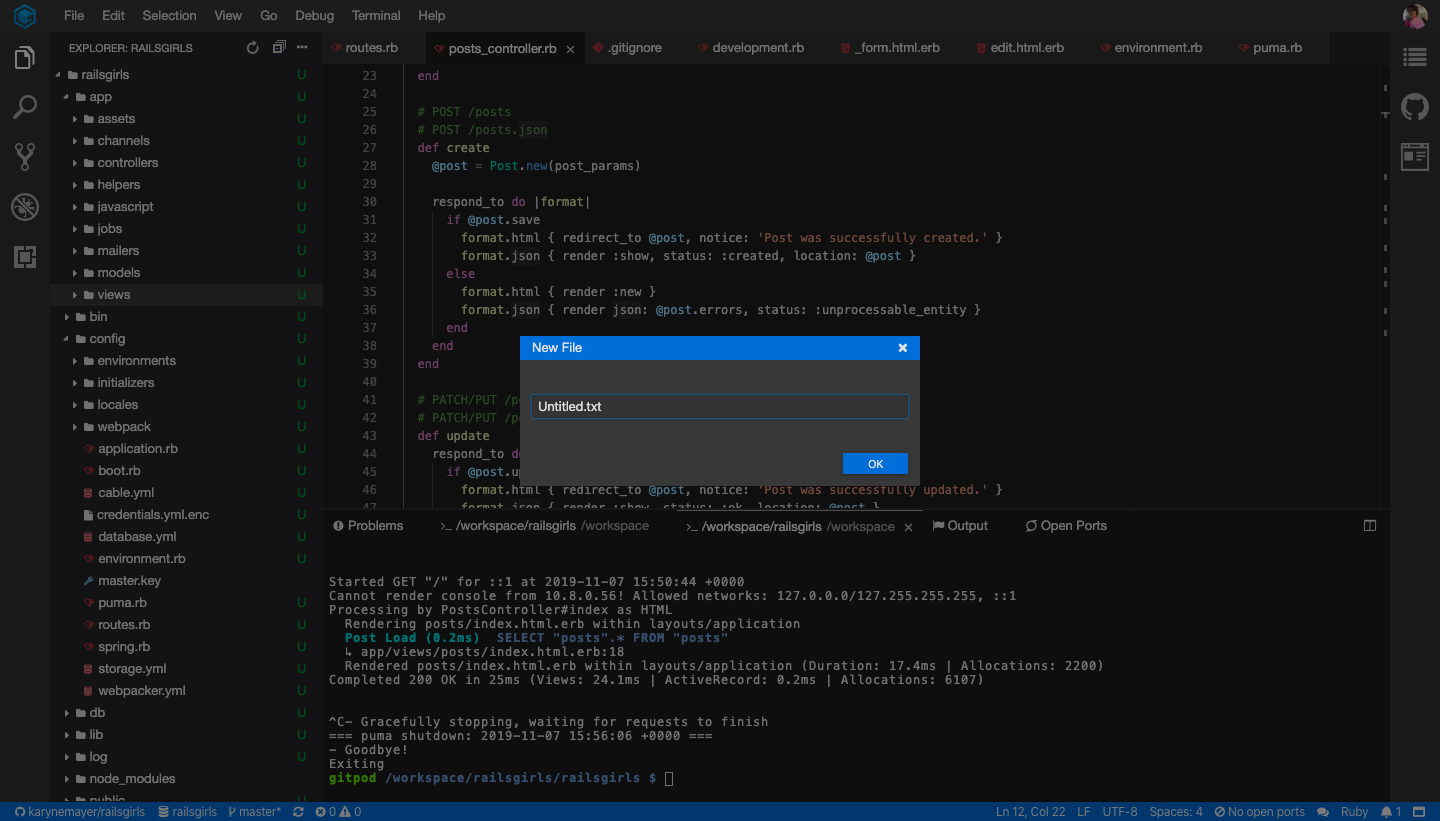 File Edit Selection View Go Debug Terminal Help
EXPLORER: RAILSGIRLS
railsgirls U
app U
assets U
channels U
controllers U
helpers U
javascript U
jobs U
mailers U
models U
views U
bin U
config U
environments U
initializers U
locales U
webpack U
application.rb U
boot.rb U
cable.yml U
credentials.yml.enc U
database.yml U
environment.rb U
master.key
puma.rb U
routes.rb U
spring.rb U
storage.yml U
webpacker.yml U
db U
lib U
log U
node_modules
public
routes.rb posts_controller.rb .gitignore development.rb _form.html.erb edit.html.erb environment.rb puma.rb
23 end
24
25 # POST /posts
26 # POST /posts.json
27 def create
28 @post = Post.new(post_params)
29
30 respond_to do |format|
31 if @post.save
32 format.html { redirect_to @post, notice: 'Post was successfully created.' }
33 format.json { render :show, status: :created, location: @post }
34 else
35 format.html { render :new }
36 format.json { render json: @post.errors, status: :unprocessable_entity }
37 end
38 end
39 end
40
41 # PATCH/PUT /p
42 # PATCH/PUT /p
43 def update
44 respond_to d
45 if @post.u
46 format.html { redirect_to @post, notice: 'Post was successfully updated.' }
47 format.json { render :show, status: :ok, location: @post }
New File
Untitled.txt
OK
Problems >_ /workspace/railsgirls /workspace >_ /workspace/railsgirls /workspace Output Open Ports
Started GET "/" for ::1 at 2019-11-07 15:50:44 +0000
Cannot render console from 10.8.0.56! Allowed networks: 127.0.0.0/127.255.255.255, ::1
Processing by PostsController#index as HTML
Rendering posts/index.html.erb within layouts/application
Post Load (0.2ms) SELECT "posts".* FROM "posts"
↳ app/views/posts/index.html.erb:18
Rendered posts/index.html.erb within layouts/application (Duration: 17.4ms | Allocations: 2200)
Completed 200 OK in 25ms (Views: 24.1ms | ActiveRecord: 0.2ms | Allocations: 6107)
^C- Gracefully stopping, waiting for requests to finish
=== puma shutdown: 2019-11-07 15:56:06 +0000 ===
- Goodbye!
Exiting
gitpod /workspace/railsgirls/railsgirls $
karynemayer/railsgirls railsgirls master* 0 0 Ln 12, Col 22 LF UTF-8 Spaces: 4 No open ports Ruby 1